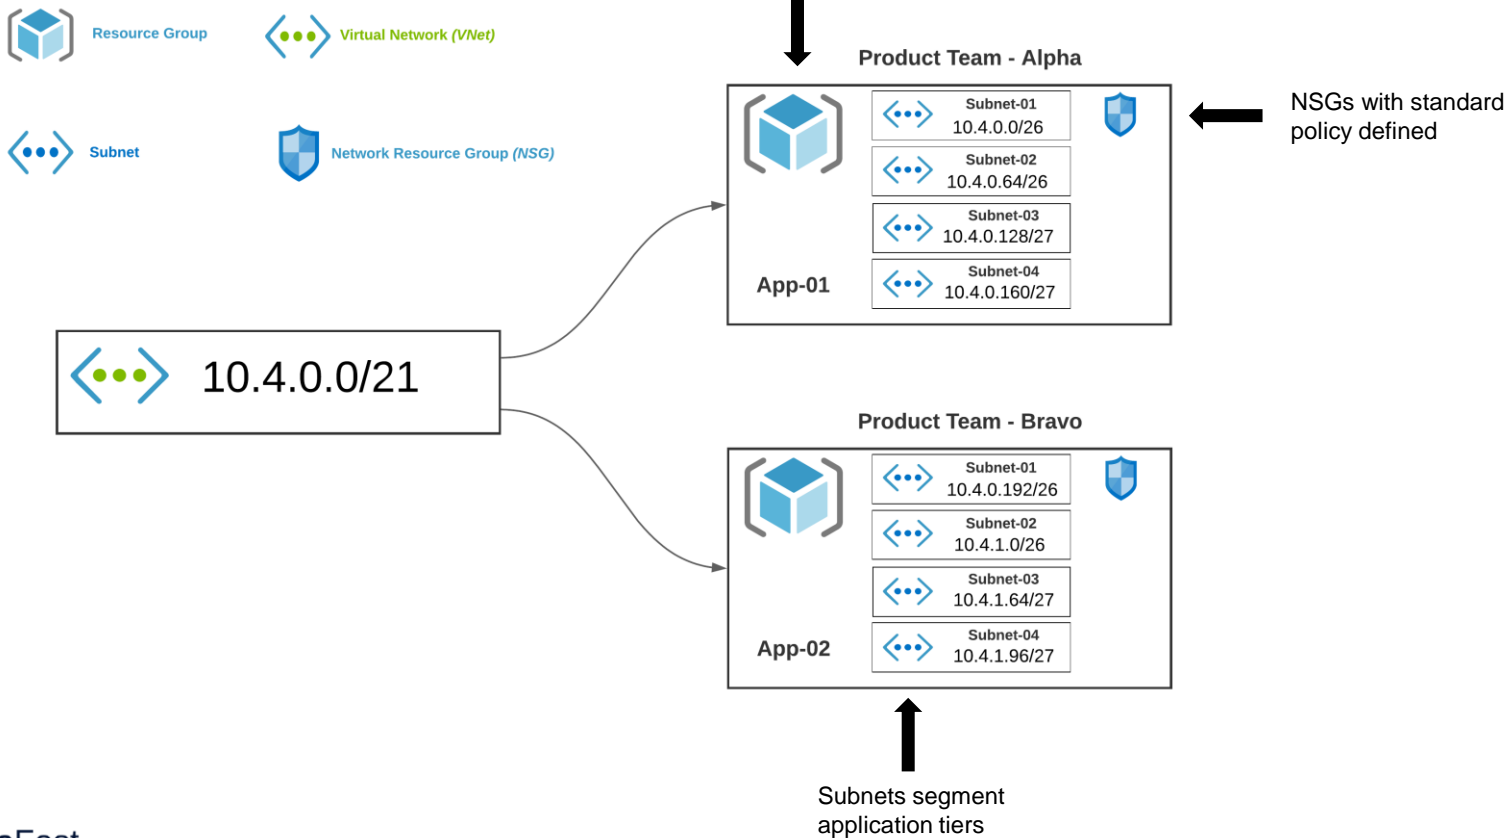 Resource Group
Virtual Network (VNet)
Subnet
Network Resource Group (NSG)
10.4.0.0/21
Product Team - Alpha
Subnet-01
10.4.0.0/26
Subnet-02
10.4.0.64/26
Subnet-03
10.4.0.128/27
Subnet-04
10.4.0.160/27
App-01
NSGs with standard
policy defined
Product Team - Bravo
Subnet-01
10.4.0.192/26
Subnet-02
10.4.1.0/26
Subnet-03
10.4.1.64/27
Subnet-04
10.4.1.96/27
App-02
Subnets segment
application tiers